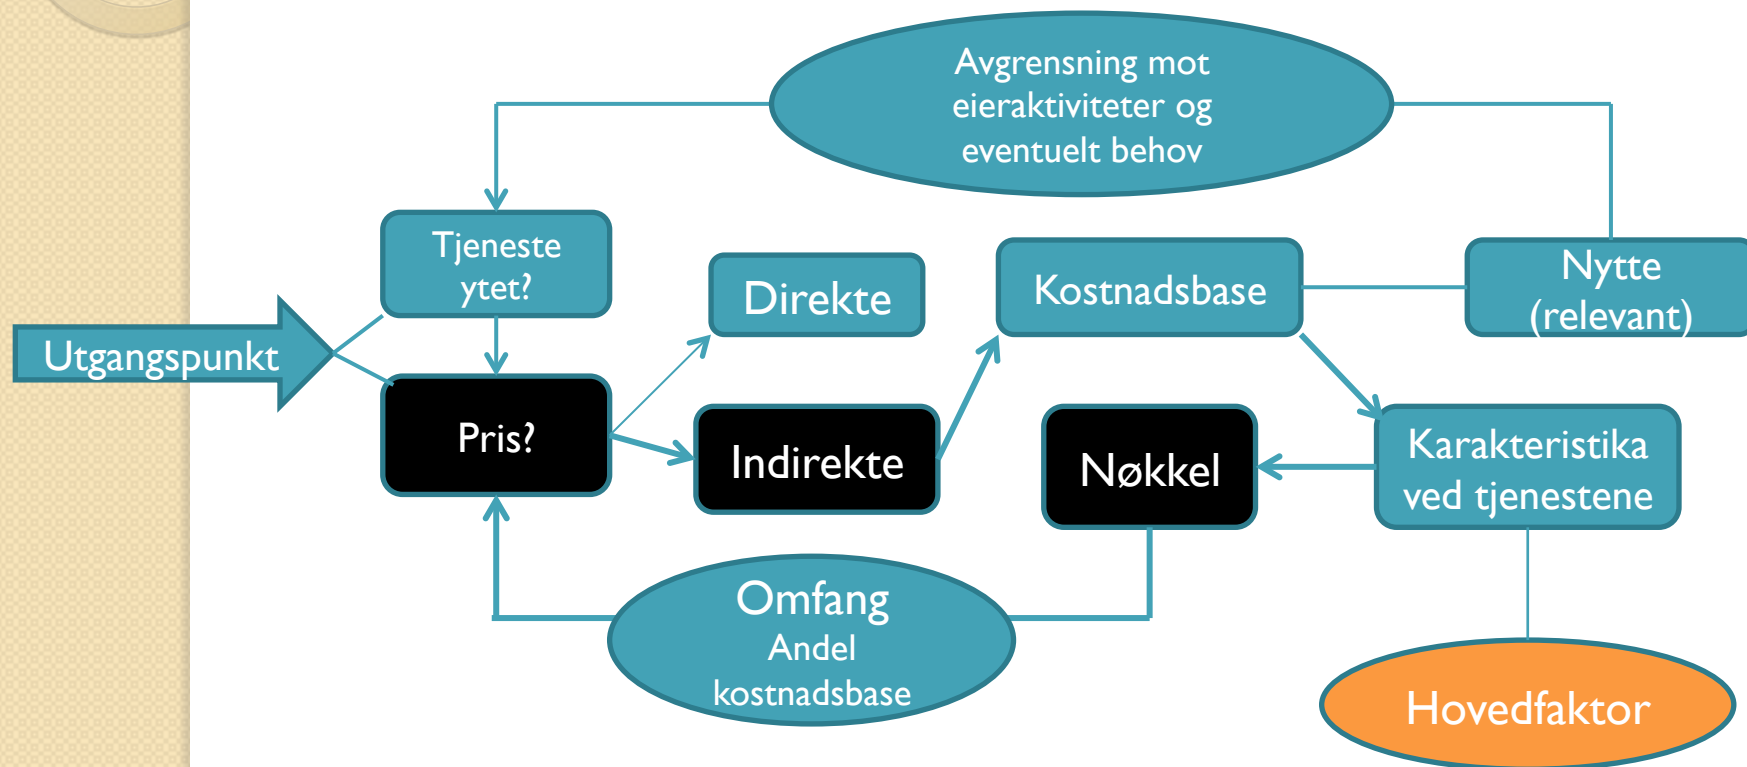 Avgrensning mot
eieraktiviteter og
eventuelt behov
Tjeneste
ytet?
Direkte
Kostnadsbase
Nytte
(relevant)
Utgangspunkt
Pris?
Indirekte
Nøkkel
Karakteristika
ved tjenestene
Omfang
Andel
kostnadsbase
Hovedfaktor